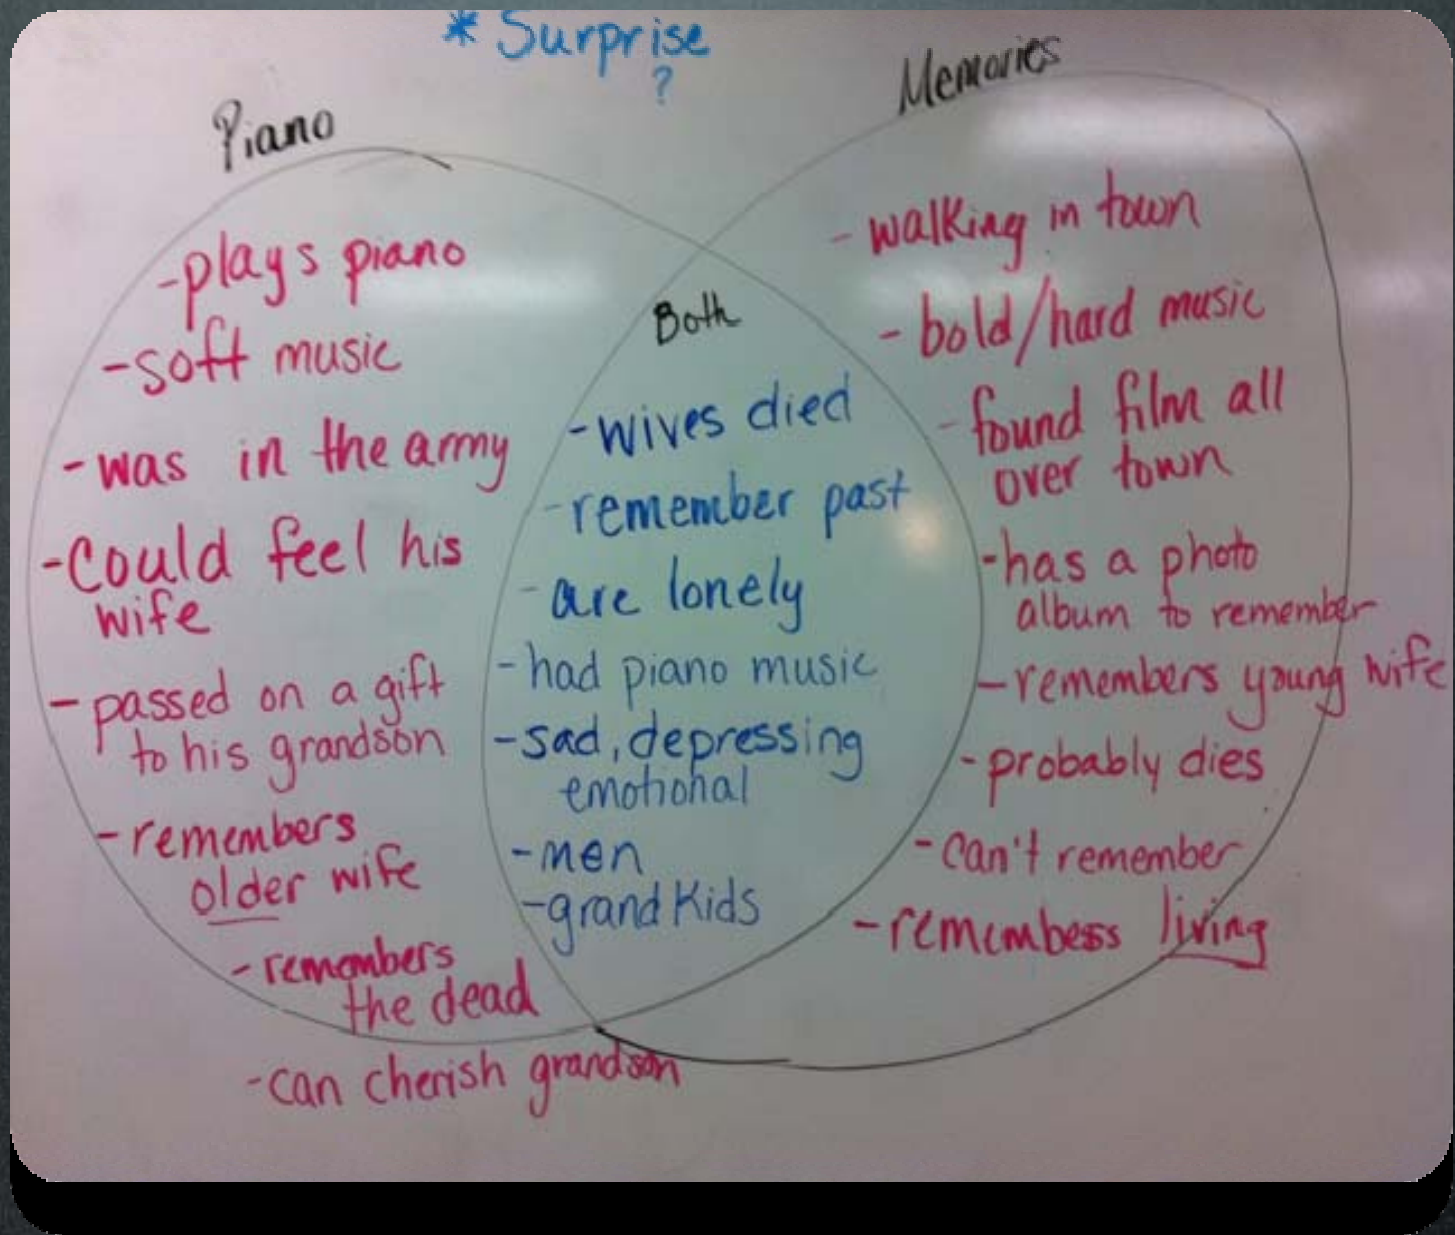 * Surprise
?
Piano
- plays piano
- soft music
- was in the army
- Could feel his
wife
- passed on a gift
to his grandson
- remembers
older wife
- remembers
the dead
- can cherish grandson
Both
- wives died
- remember past
- are lonely
- had piano music
- sad, depressing
emotional
- men
- grand Kids
Memories
- walking in town
- bold/hard music
- found film all
over town
- has a photo
album to remember
- remembers young wife
- probably dies
- can't remember
- remembess living